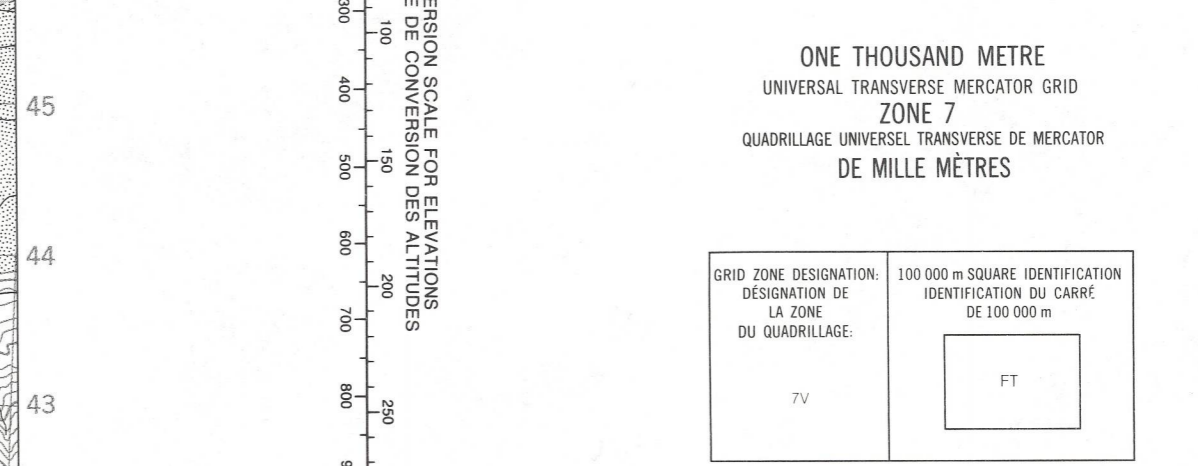 45
44
43
300
400
500
600
700
800
100
150
200
250
ERSION SCALE FOR ELEVATIONS
E DE CONVERSION DES ALTITUDES
ONE THOUSAND METRE
UNIVERSAL TRANSVERSE MERCATOR GRID
ZONE 7
QUADRILLAGE UNIVERSEL TRANSVERSE DE MERCATOR
DE MILLE MÈTRES
GRID ZONE DESIGNATION:
DÉSIGNATION DE
LA ZONE
DU QUADRILLAGE:
7V
100 000 m SQUARE IDENTIFICATION
IDENTIFICATION DU CARRÉ
DE 100 000 m
FT